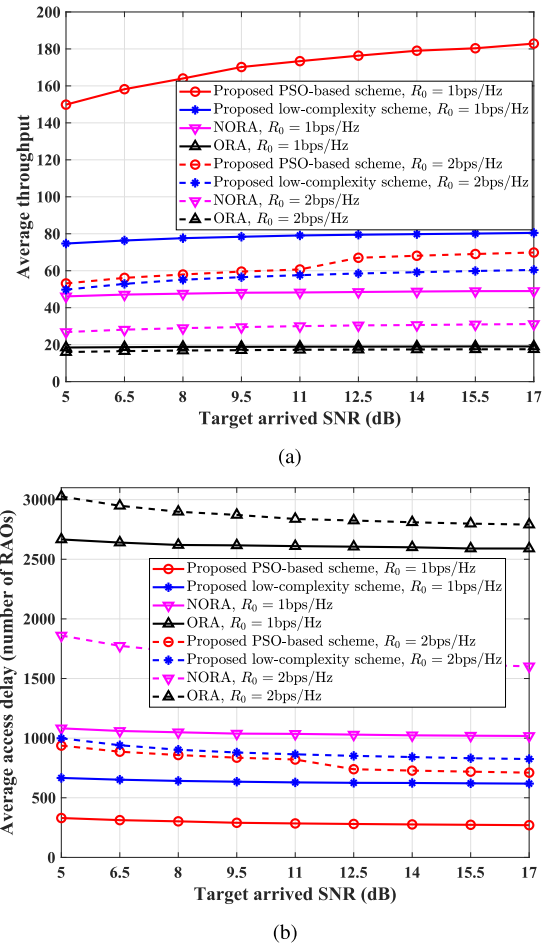 200
180
160
140
120
100
80
60
40
20
0
Average throughput
Proposed PSO-based scheme, R₀ = 1bps/Hz
Proposed low-complexity scheme, R₀ = 1bps/Hz
NORA, R₀ = 1bps/Hz
ORA, R₀ = 1bps/Hz
Proposed PSO-based scheme, R₀ = 2bps/Hz
Proposed low-complexity scheme, R₀ = 2bps/Hz
NORA, R₀ = 2bps/Hz
ORA, R₀ = 2bps/Hz
5 6.5 8 9.5 11 12.5 14 15.5 17
Target arrived SNR (dB)
(a)
3000
2500
2000
1500
1000
500
0
Average access delay (number of RAOs)
Proposed PSO-based scheme, R₀ = 1bps/Hz
Proposed low-complexity scheme, R₀ = 1bps/Hz
NORA, R₀ = 1bps/Hz
ORA, R₀ = 1bps/Hz
Proposed PSO-based scheme, R₀ = 2bps/Hz
Proposed low-complexity scheme, R₀ = 2bps/Hz
NORA, R₀ = 2bps/Hz
ORA, R₀ = 2bps/Hz
5 6.5 8 9.5 11 12.5 14 15.5 17
Target arrived SNR (dB)
(b)